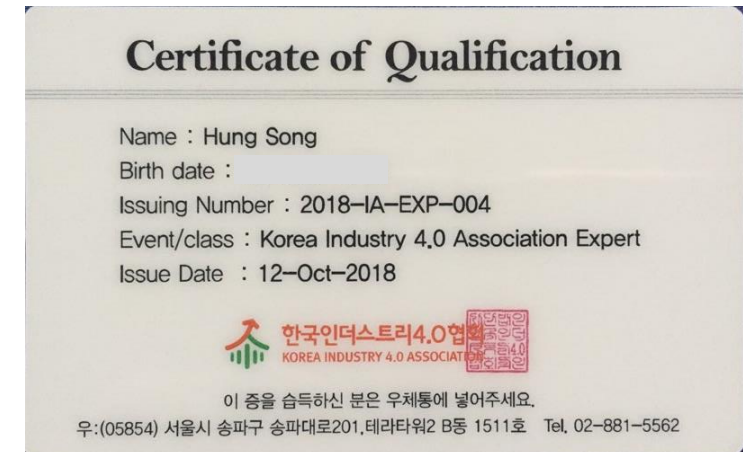 Certificate of Qualification
Name : Hung Song
Birth date :
Issuing Number : 2018-IA-EXP-004
Event/class : Korea Industry 4.0 Association Expert
Issue Date : 12-Oct-2018
한국인더스트리4.0협회
KOREA INDUSTRY 4.0 ASSOCIATION
이 증을 습득하신 분은 우체통에 넣어주세요.
우:(05854) 서울시 송파구 송파대로201,테라타워2 B동 1511호 Tel. 02-881-5562